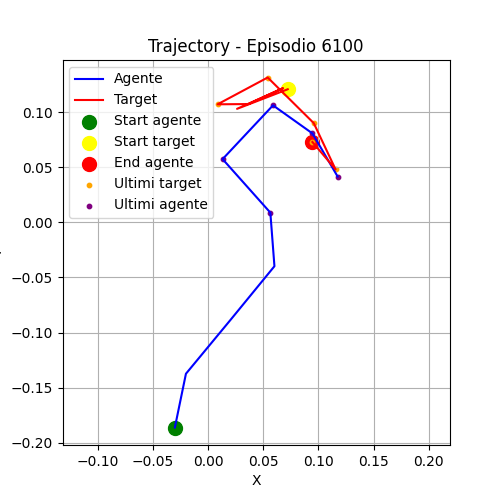 Trajectory - Episodio 6100
Agente
Target
Start agente
Start target
End agente
Ultimi target
Ultimi agente
0.10
0.05
0.00
−0.05
−0.10
−0.15
−0.20
−0.10
−0.05
0.00
0.05
0.10
0.15
0.20
X